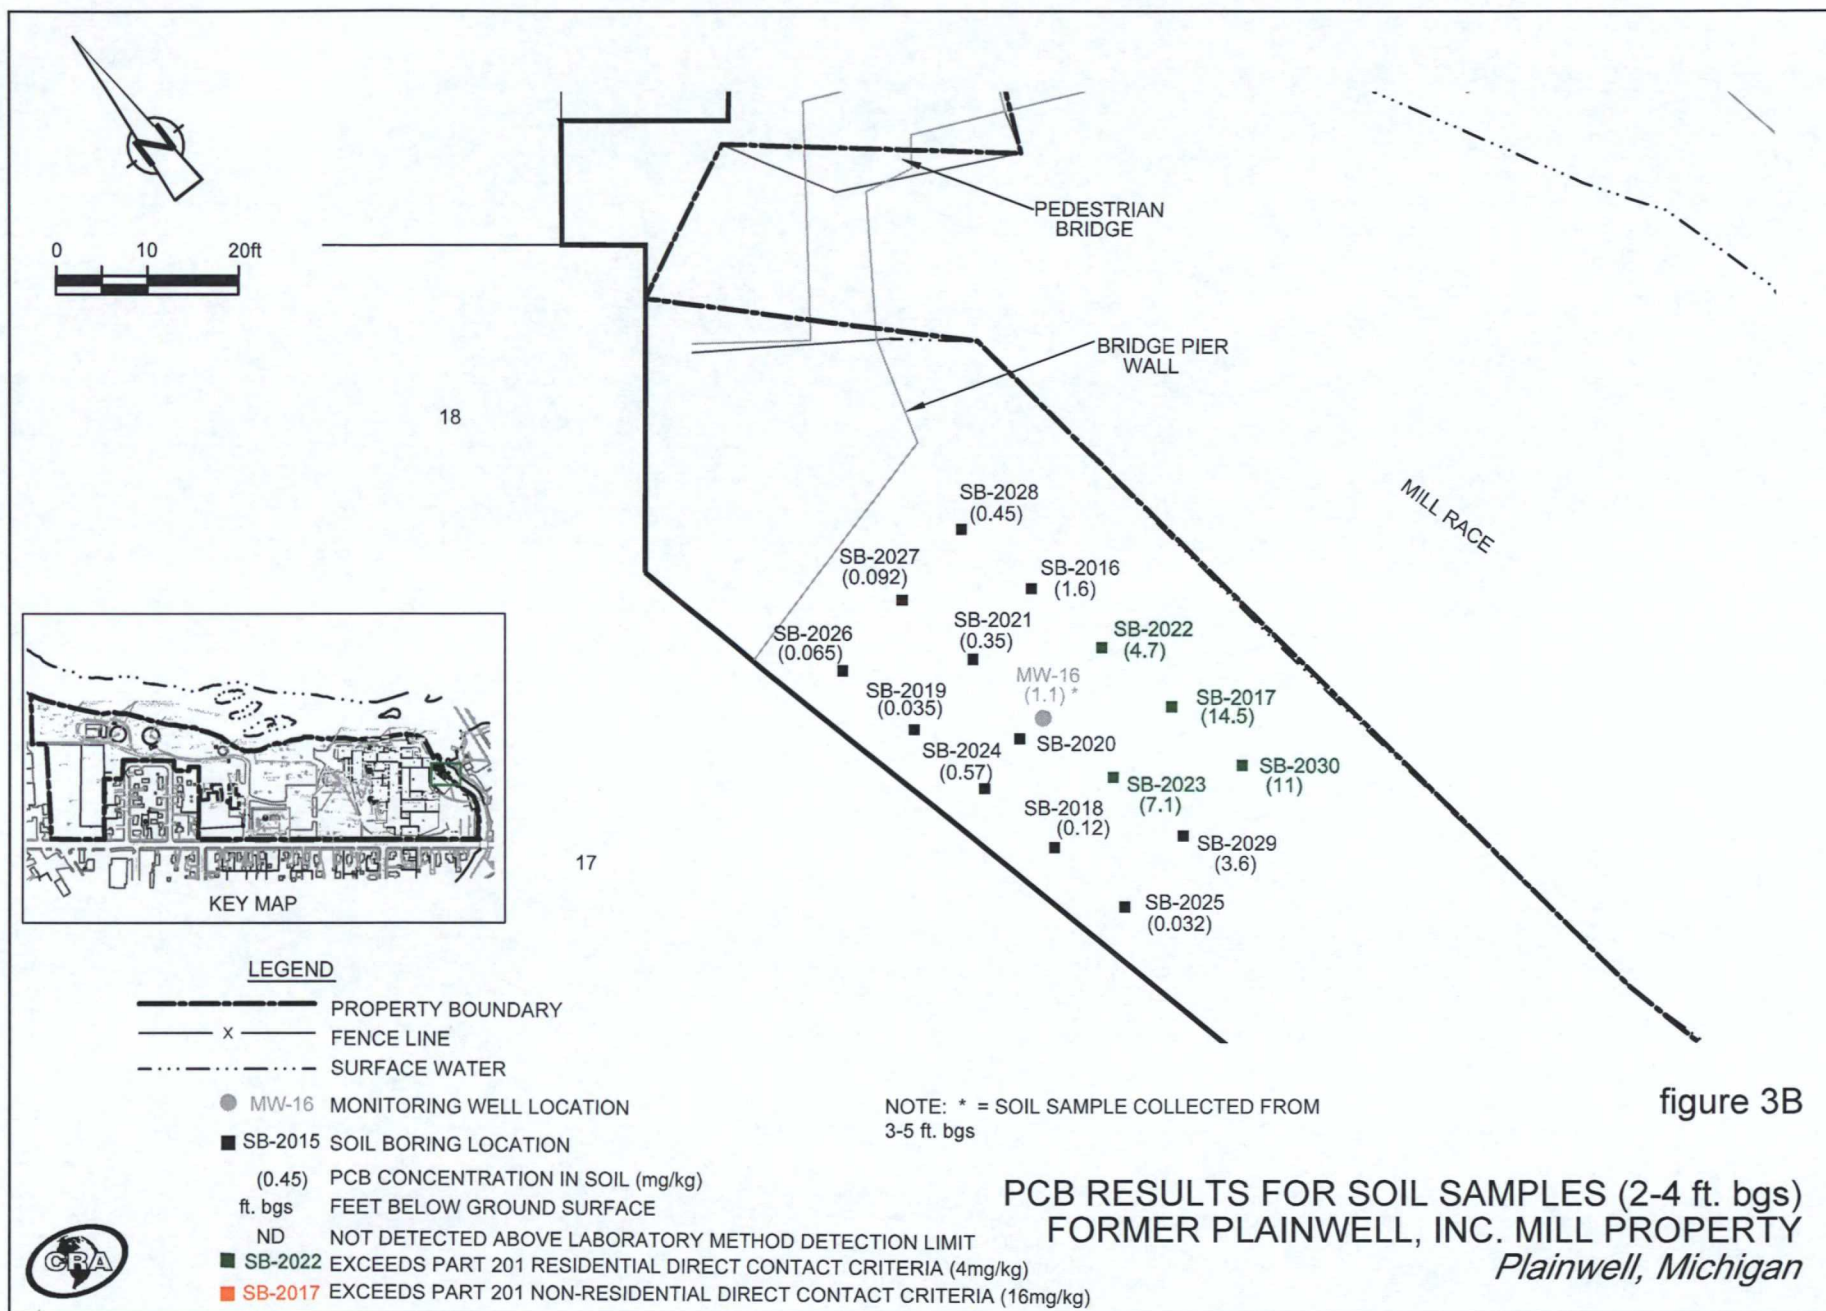 0 10 20ft
PEDESTRIAN
BRIDGE
BRIDGE PIER
WALL
18
MILL RACE
SB-2028
(0.45)
SB-2027
(0.092)
SB-2016
(1.6)
SB-2021
(0.35)
SB-2026
(0.065)
SB-2022
(4.7)
MW-16
(1.1) *
SB-2019
(0.035)
SB-2017
(14.5)
SB-2020
SB-2024
(0.57)
SB-2030
(11)
SB-2023
(7.1)
SB-2018
(0.12)
SB-2029
(3.6)
17
SB-2025
(0.032)
KEY MAP
LEGEND
PROPERTY BOUNDARY
X FENCE LINE
SURFACE WATER
MW-16 MONITORING WELL LOCATION
SB-2015 SOIL BORING LOCATION
(0.45) PCB CONCENTRATION IN SOIL (mg/kg)
ft. bgs FEET BELOW GROUND SURFACE
ND NOT DETECTED ABOVE LABORATORY METHOD DETECTION LIMIT
SB-2022 EXCEEDS PART 201 RESIDENTIAL DIRECT CONTACT CRITERIA (4mg/kg)
SB-2017 EXCEEDS PART 201 NON-RESIDENTIAL DIRECT CONTACT CRITERIA (16mg/kg)
NOTE: * = SOIL SAMPLE COLLECTED FROM
3-5 ft. bgs
figure 3B
PCB RESULTS FOR SOIL SAMPLES (2-4 ft. bgs)
FORMER PLAINWELL, INC. MILL PROPERTY
Plainwell, Michigan
CRA